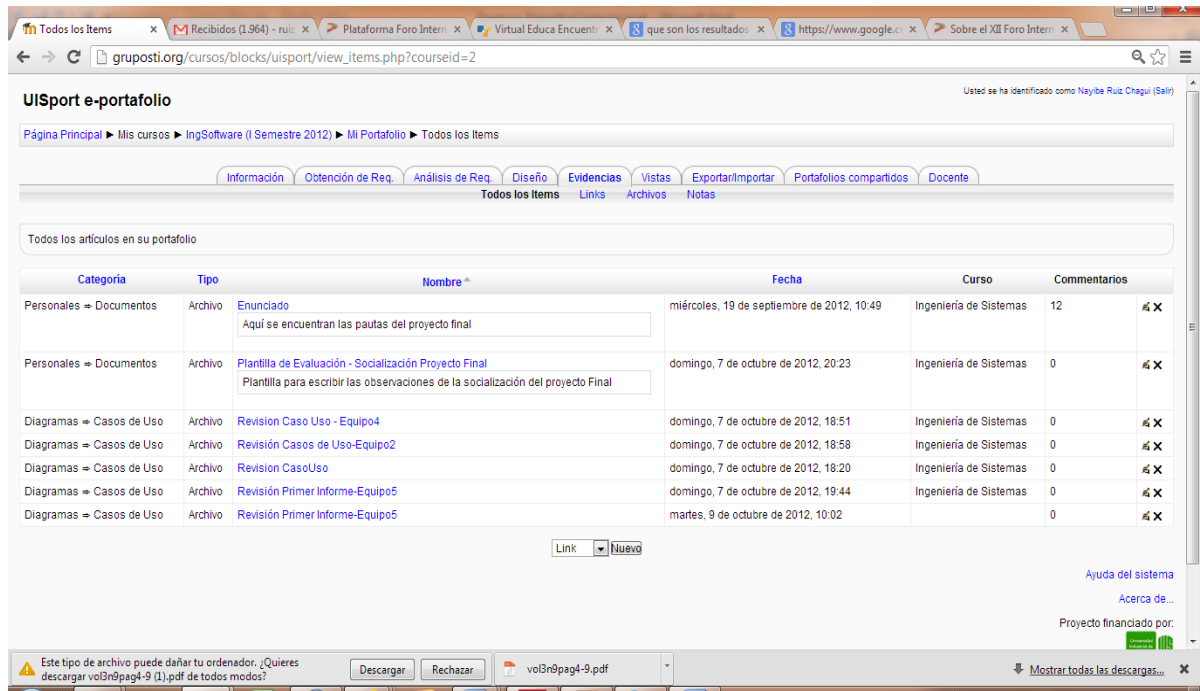 Todos los Items
Recibidos (1.964) - ruiz
Plataforma Foro Intern
Virtual Educa Encuentr
que son los resultados
https://www.google.co
Sobre el XII Foro Intern
gruposti.org/cursos/blocks/uisport/view_items.php?courseid=2
UISport e-portafolio
Usted se ha identificado como Nayibe Ruiz Chagui (Salir)
Página Principal ► Mis cursos ► IngSoftware (I Semestre 2012) ► Mi Portafolio ► Todos los Items
Información Obtención de Req. Análisis de Req. Diseño Evidencias Vistas Exportar/Importar Portafolios compartidos Docente
Todos los Items Links Archivos Notas
Todos los artículos en su portafolio
Categoría Tipo Nombre Fecha Curso Commentarios
Personales ⇒ Documentos Archivo Enunciado miércoles, 19 de septiembre de 2012, 10:49 Ingeniería de Sistemas 12
Aquí se encuentran las pautas del proyecto final
Personales ⇒ Documentos Archivo Plantilla de Evaluación - Socialización Proyecto Final domingo, 7 de octubre de 2012, 20:23 Ingeniería de Sistemas 0
Plantilla para escribir las observaciones de la socialización del proyecto Final
Diagramas ⇒ Casos de Uso Archivo Revision Caso Uso - Equipo4 domingo, 7 de octubre de 2012, 18:51 Ingeniería de Sistemas 0
Diagramas ⇒ Casos de Uso Archivo Revisión Casos de Uso-Equipo2 domingo, 7 de octubre de 2012, 18:58 Ingeniería de Sistemas 0
Diagramas ⇒ Casos de Uso Archivo Revision CasoUso domingo, 7 de octubre de 2012, 18:20 Ingeniería de Sistemas 0
Diagramas ⇒ Casos de Uso Archivo Revisión Primer Informe-Equipo5 domingo, 7 de octubre de 2012, 19:44 Ingeniería de Sistemas 0
Diagramas ⇒ Casos de Uso Archivo Revisión Primer Informe-Equipo5 martes, 9 de octubre de 2012, 10:02 0
Link Nuevo
Ayuda del sistema
Acerca de...
Proyecto financiado por:
Este tipo de archivo puede dañar tu ordenador. ¿Quieres
descargar vol3n9pag4-9 (1).pdf de todos modos?
Descargar Rechazar
vol3n9pag4-9.pdf
Mostrar todas las descargas...